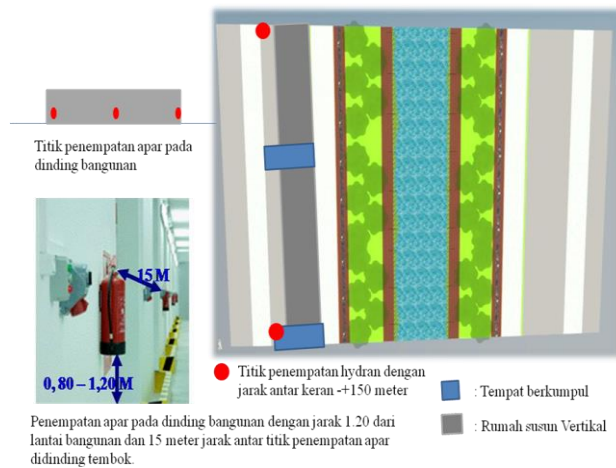 Titik penempatan apar pada
dinding bangunan
15 M
0, 80 – 1,20 M
Titik penempatan hydran dengan
jarak antar keran -+150 meter
: Tempat berkumpul
: Rumah susun Vertikal
Penempatan apar pada dinding bangunan dengan jarak 1.20 dari
lantai bangunan dan 15 meter jarak antar titik penempatan apar
didinding tembok.